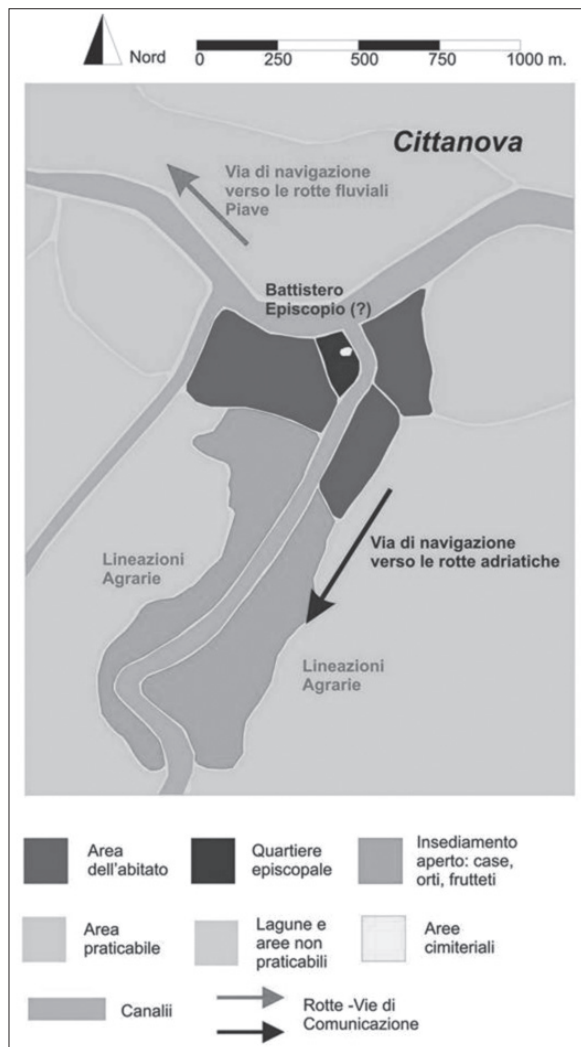 Nord
0 250 500 750 1000 m.
Cittanova
Via di navigazione
verso le rotte fluviali
Piave
Battistero
Episcopio (?)
Via di navigazione
verso le rotte adriatiche
Lineazioni
Agrarie
Lineazioni
Agrarie
Area
dell'abitato
Quartiere
episcopale
Insediamento
aperto: case,
orti, frutteti
Area
praticabile
Lagune e
aree non
praticabili
Aree
cimiteriali
Canalii
Rotte -Vie di
Comunicazione